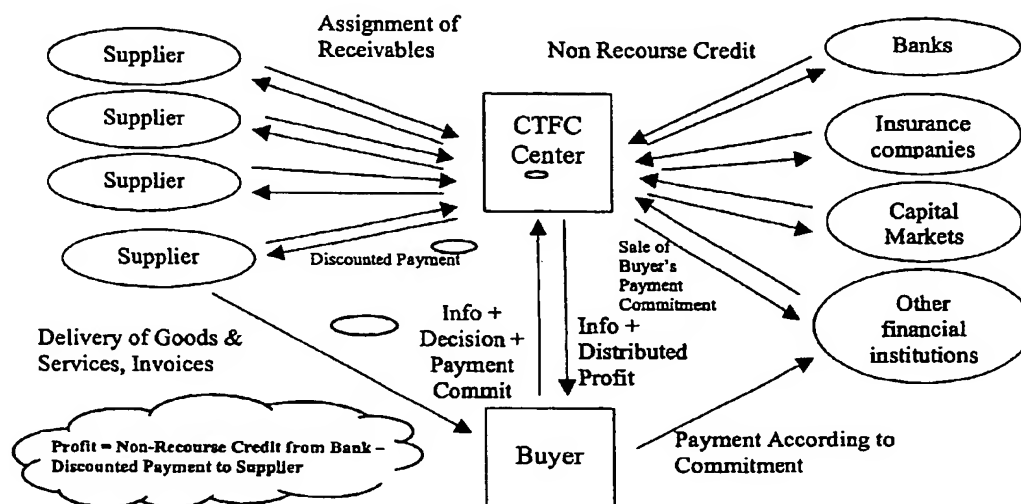 Assignment of
Receivables
Non Recourse Credit
Supplier
Supplier
Supplier
Supplier
CTFC
Center
Banks
Insurance
companies
Capital
Markets
Other
financial
institutions
Discounted Payment
Sale of
Buyer's
Payment
Commitment
Delivery of Goods &
Services, Invoices
Info +
Decision +
Payment
Commit
Info +
Distributed
Profit
Profit = Non-Recourse Credit from Bank –
Discounted Payment to Supplier
Buyer
Payment According to
Commitment